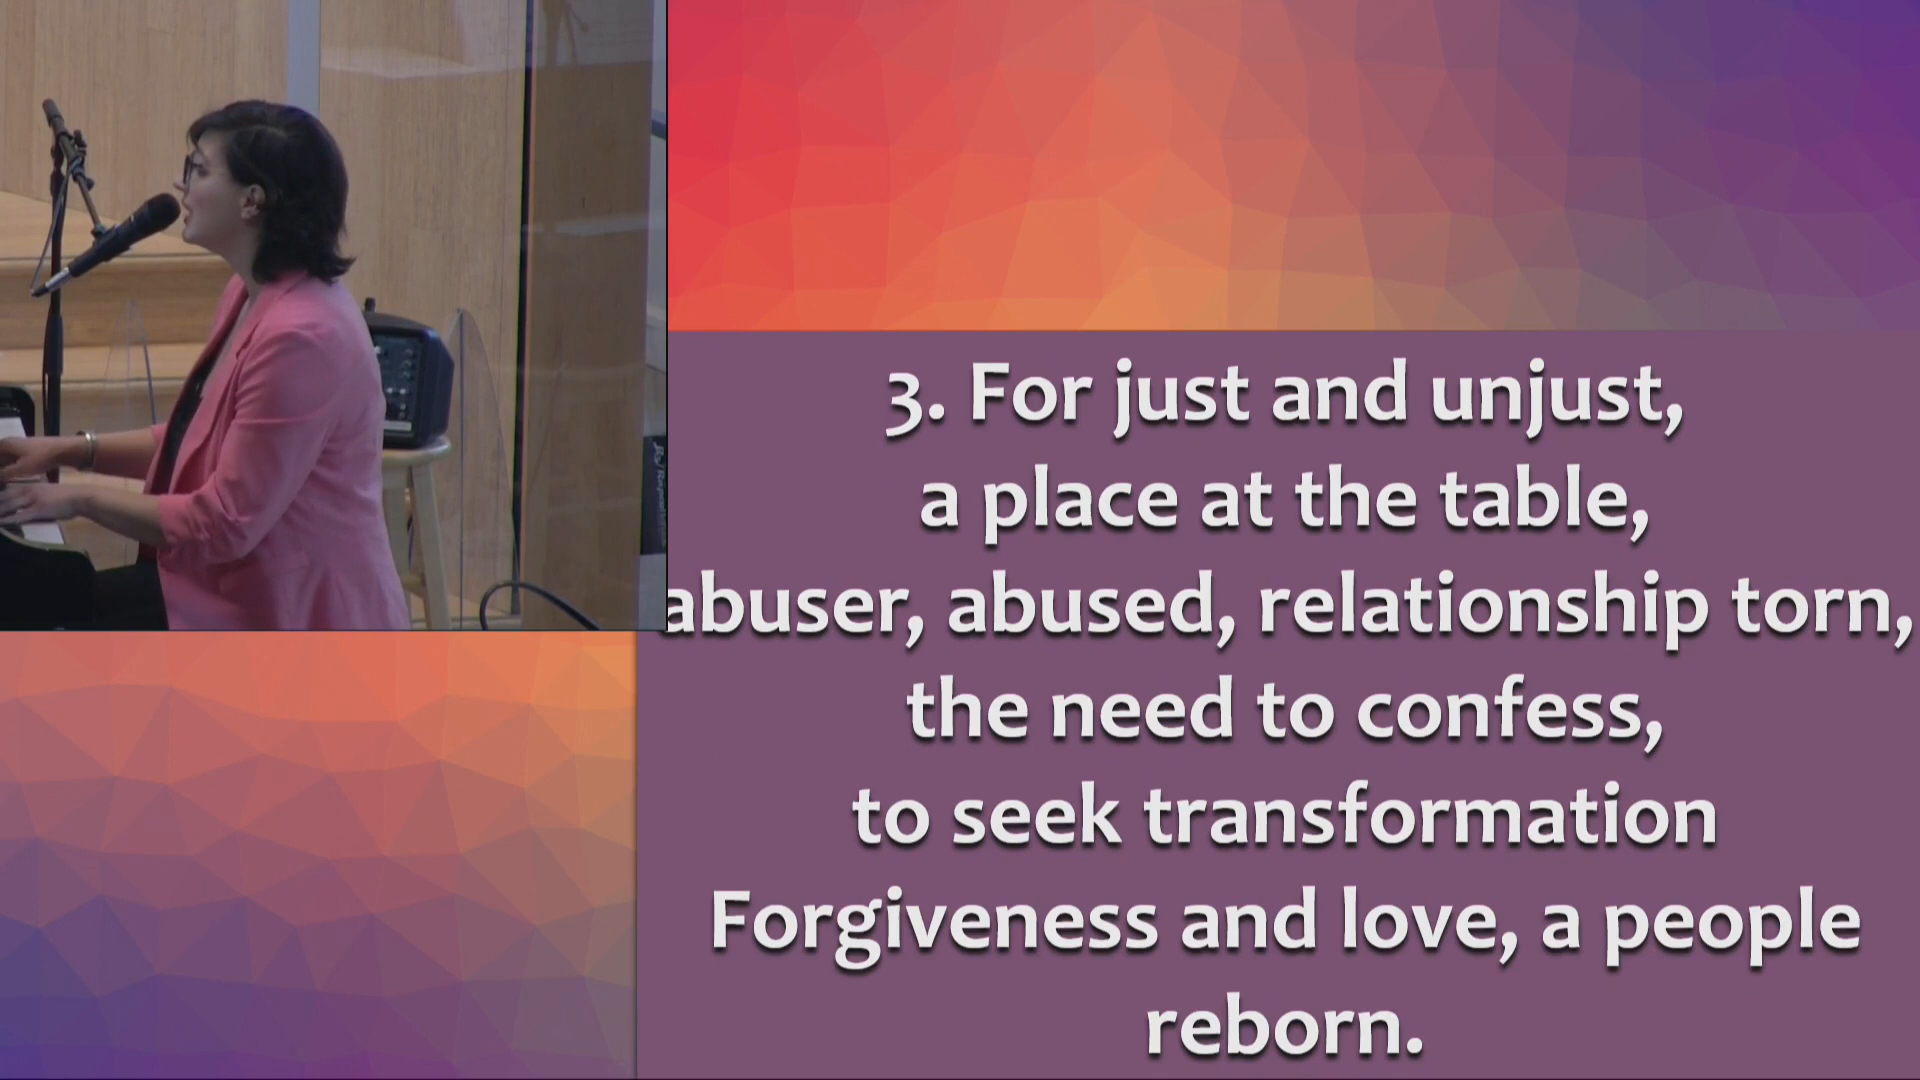 3. For just and unjust,
a place at the table,
abuser, abused, relationship torn,
the need to confess,
to seek transformation
Forgiveness and love, a people
reborn.